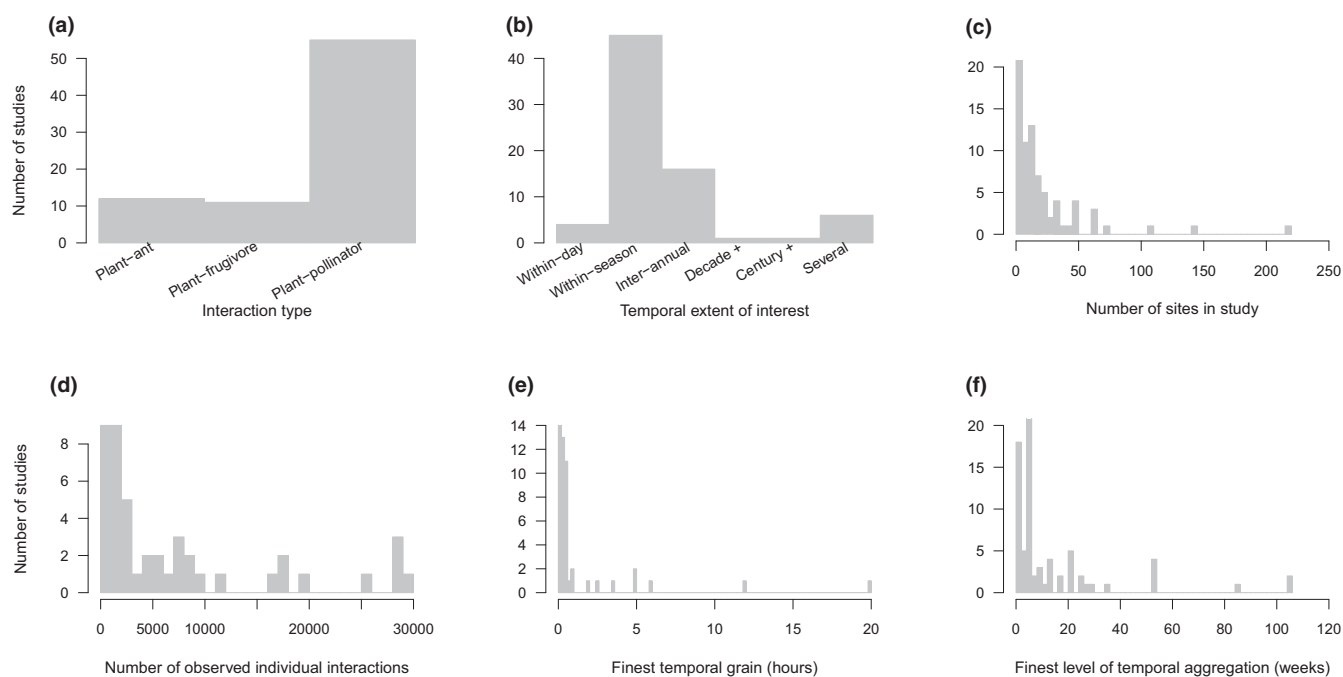 (a)
Number of studies
50
40
30
20
10
0
Plant−ant
Plant−frugivore
Plant−pollinator
Interaction type
(b)
40
30
20
10
0
Within−day
Within−season
Inter−annual
Decade +
Century +
Several
Temporal extent of interest
(c)
20
15
10
5
0
0 50 100 150 200 250
Number of sites in study
(d)
Number of studies
8
6
4
2
0
0 5000 10000 20000 30000
Number of observed individual interactions
(e)
14
12
10
8
6
4
2
0
0 5 10 15 20
Finest temporal grain (hours)
(f)
20
15
10
5
0
0 20 40 60 80 100 120
Finest level of temporal aggregation (weeks)